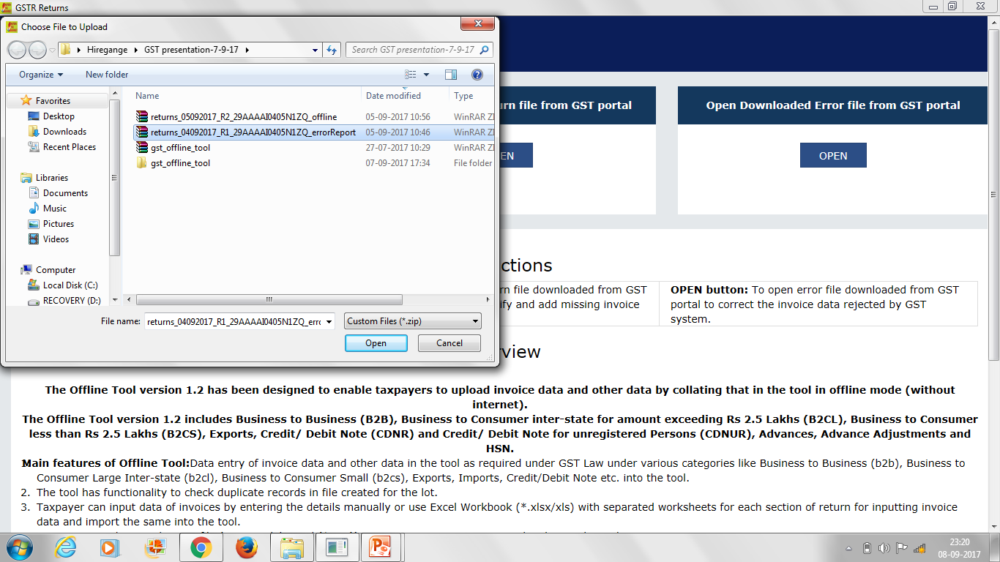 GSTR Returns
Choose File to Upload
Hiregange GST presentation-7-9-17
Search GST presentation-7-9-17
Organize New folder
Favorites
Desktop
Downloads
Recent Places
Libraries
Documents
Music
Pictures
Videos
Computer
Local Disk (C:)
RECOVERY (D:)
Name Date modified Type
returns_05092017_R2_29AAAAI0405N1ZQ_offline 05-09-2017 10:56 WinRAR ZI
returns_04092017_R1_29AAAAI0405N1ZQ_errorReport 05-09-2017 10:46 WinRAR ZI
gst_offline_tool 27-07-2017 10:29 WinRAR ZI
gst_offline_tool 07-09-2017 17:34 File folder
File name: returns_04092017_R1_29AAAAI0405N1ZQ_erro Custom Files (*.zip)
Open Cancel
rn file from GST portal
EN
Open Downloaded Error file from GST portal
OPEN
ctions
rn file downloaded from GST
ify and add missing invoice
OPEN button: To open error file downloaded from GST
portal to correct the invoice data rejected by GST
system.
rview
The Offline Tool version 1.2 has been designed to enable taxpayers to upload invoice data and other data by collating that in the tool in offline mode (without
internet).
The Offline Tool version 1.2 includes Business to Business (B2B), Business to Consumer inter-state for amount exceeding Rs 2.5 Lakhs (B2CL), Business to Consumer
less than Rs 2.5 Lakhs (B2CS), Exports, Credit/ Debit Note (CDNR) and Credit/ Debit Note for unregistered Persons (CDNUR), Advances, Advance Adjustments and
HSN.
1. Main features of Offline Tool:Data entry of invoice data and other data in the tool as required under GST Law under various categories like Business to Business (b2b), Business to
Consumer Large Inter-state (b2cl), Business to Consumer Small (b2cs), Exports, Imports, Credit/Debit Note etc. into the tool.
2. The tool has functionality to check duplicate records in file created for the lot.
3. Taxpayer can input data of invoices by entering the details manually or use Excel Workbook (*.xlsx/xls) with separated worksheets for each section of return for inputting invoice
data and import the same into the tool.
23:20
08-09-2017